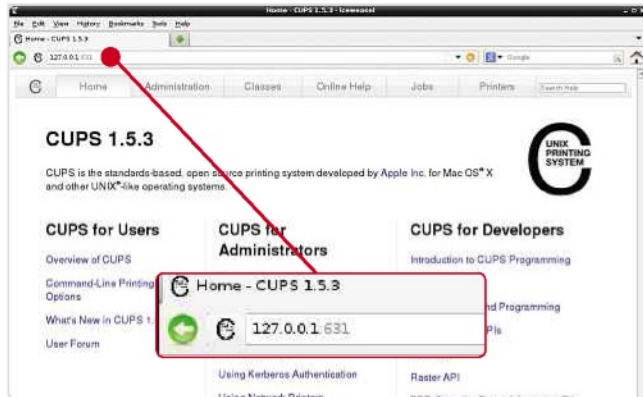 Home - CUPS 1.5.3 - Iceweasel
File Edit View History Bookmarks Tools Help
Home - CUPS 1.5.3
127.0.0.1:631
Google
Home Administration Classes Online Help Jobs Printers Search Help
CUPS 1.5.3
CUPS is the standards-based, open source printing system developed by Apple Inc. for Mac OS® X
and other UNIX®-like operating systems.
UNIX
PRINTING
SYSTEM
CUPS for Users
Overview of CUPS
Command-Line Printing
Options
What's New in CUPS 1.
User Forum
CUPS for
Administrators
Using Kerberos Authentication
Using Network Printers
CUPS for Developers
Introduction to CUPS Programming
nd Programming
PIs
Raster API
Home - CUPS 1.5.3
127.0.0.1:631